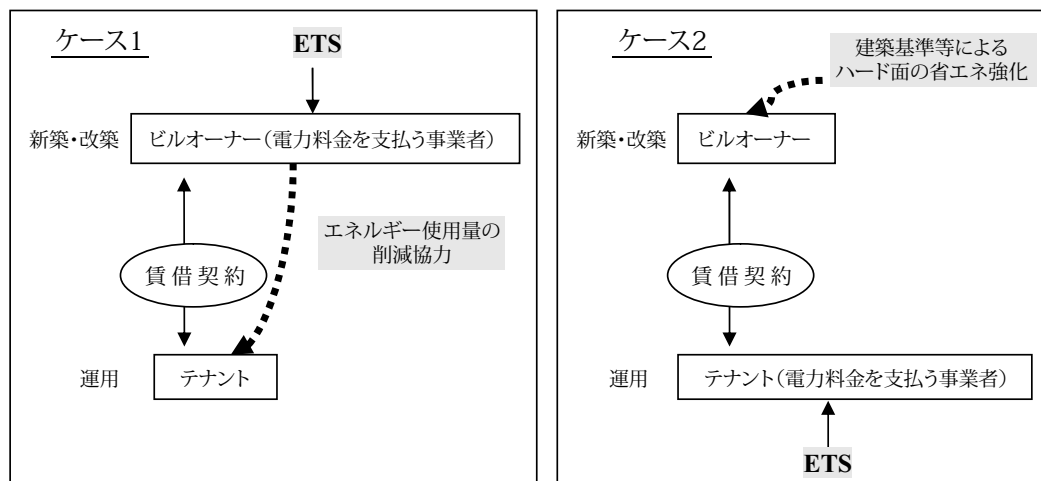 ケース1
ETS
新築・改築
ビルオーナー(電力料金を支払う事業者)
エネルギー使用量の
削減協力
賃 借 契 約
運用
テナント
ケース2
建築基準等による
ハード面の省エネ強化
新築・改築
ビルオーナー
賃 借 契 約
運用
テナント(電力料金を支払う事業者)
ETS